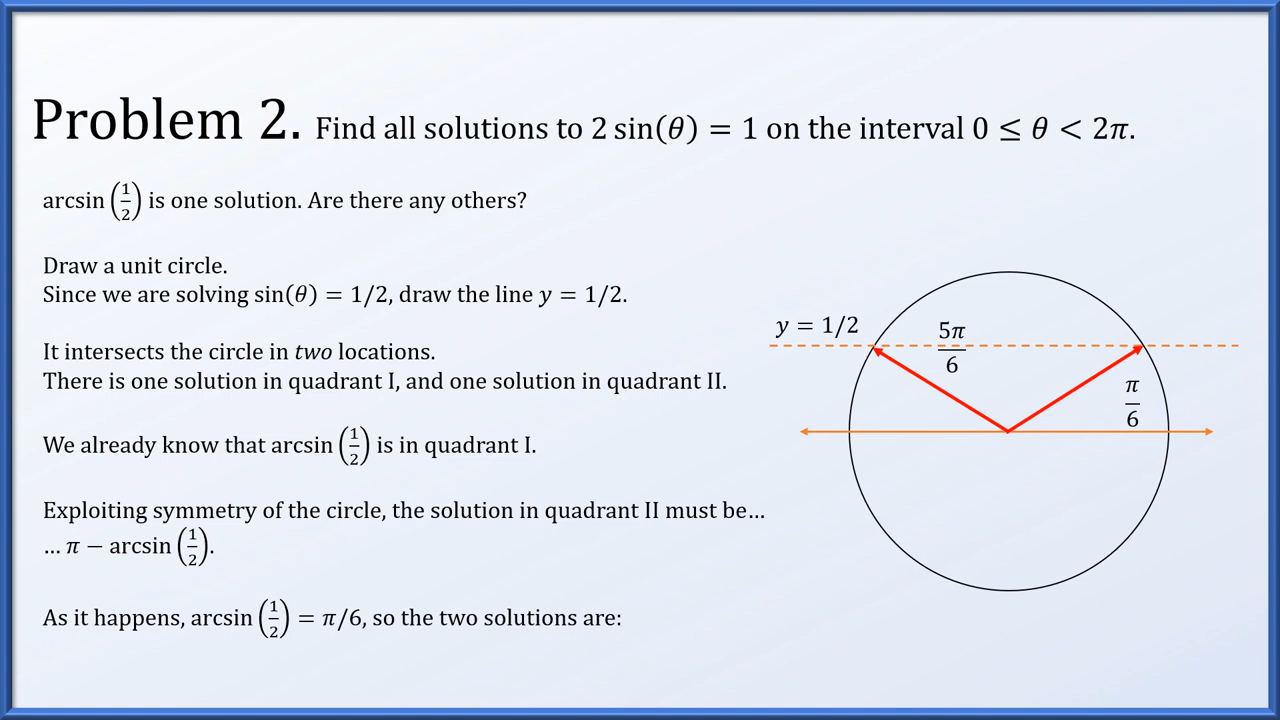 Problem 2. Find all solutions to 2 sin(θ) = 1 on the interval 0 ≤ θ < 2π.
arcsin (1/2) is one solution. Are there any others?
Draw a unit circle.
Since we are solving sin(θ) = 1/2, draw the line y = 1/2.
It intersects the circle in two locations.
There is one solution in quadrant I, and one solution in quadrant II.
We already know that arcsin (1/2) is in quadrant I.
Exploiting symmetry of the circle, the solution in quadrant II must be…
… π − arcsin (1/2).
As it happens, arcsin (1/2) = π/6, so the two solutions are:
y = 1/2
5π/6
π/6